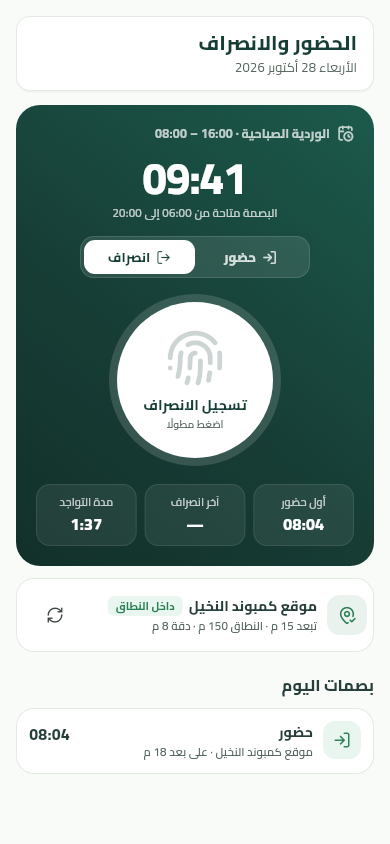 الحضور والانصراف
الأربعاء 28 أكتوبر 2026
الوردية الصباحية · 16:00 – 08:00
09:41
البصمة متاحة من 06:00 إلى 20:00
حضور
انصراف
تسجيل الانصراف
اضغط مطولًا
أول حضور
08:04
آخر انصراف
—
مدة التواجد
1:37
موقع كمبوند النخيل
داخل النطاق
تبعد 15 م · النطاق 150 م · دقة 8 م
بصمات اليوم
حضور
08:04
موقع كمبوند النخيل · على بعد 18 م